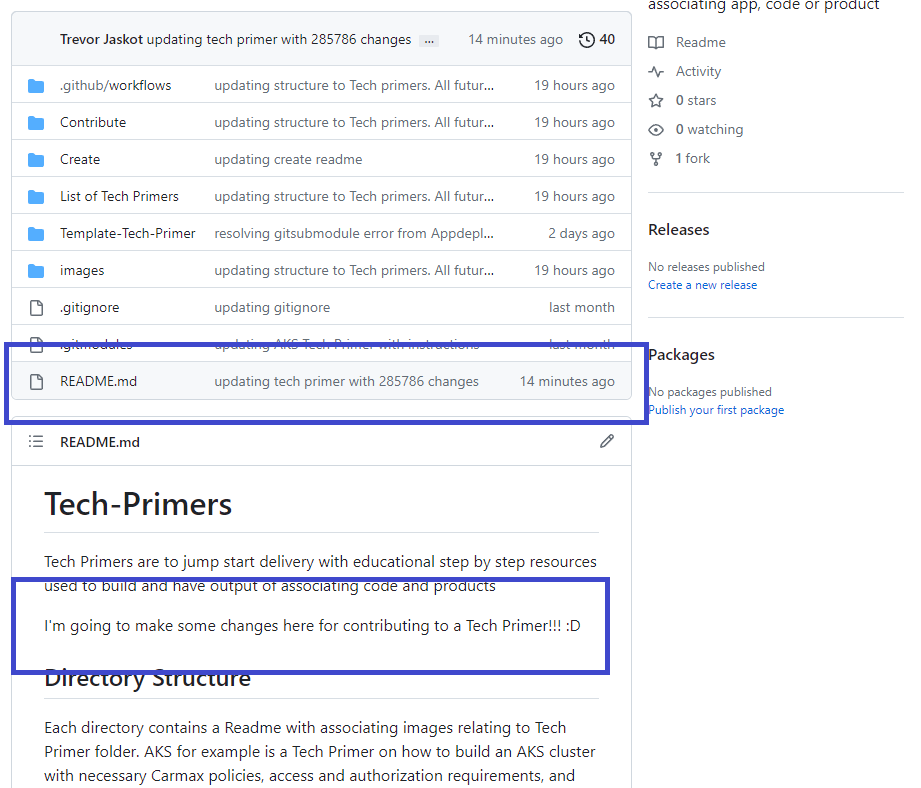 associating app, code or product
Trevor Jaskot updating tech primer with 285786 changes ... 14 minutes ago 40
.github/workflows updating structure to Tech primers. All futur... 19 hours ago
Contribute updating structure to Tech primers. All futur... 19 hours ago
Create updating create readme 19 hours ago
List of Tech Primers updating structure to Tech primers. All futur... 19 hours ago
Template-Tech-Primer resolving gitsubmodule error from Appdepl... 2 days ago
images updating structure to Tech primers. All futur... 19 hours ago
.gitignore updating gitignore last month
.gitmodules updating AKS Tech Primer with instructions last month
README.md updating tech primer with 285786 changes 14 minutes ago
README.md
Tech-Primers
Tech Primers are to jump start delivery with educational step by step resources
used to build and have output of associating code and products
I'm going to make some changes here for contributing to a Tech Primer!!! :D
Directory Structure
Each directory contains a Readme with associating images relating to Tech
Primer folder. AKS for example is a Tech Primer on how to build an AKS cluster
with necessary Carmax policies, access and authorization requirements, and
Readme
Activity
0 stars
0 watching
1 fork
Releases
No releases published
Create a new release
Packages
No packages published
Publish your first package